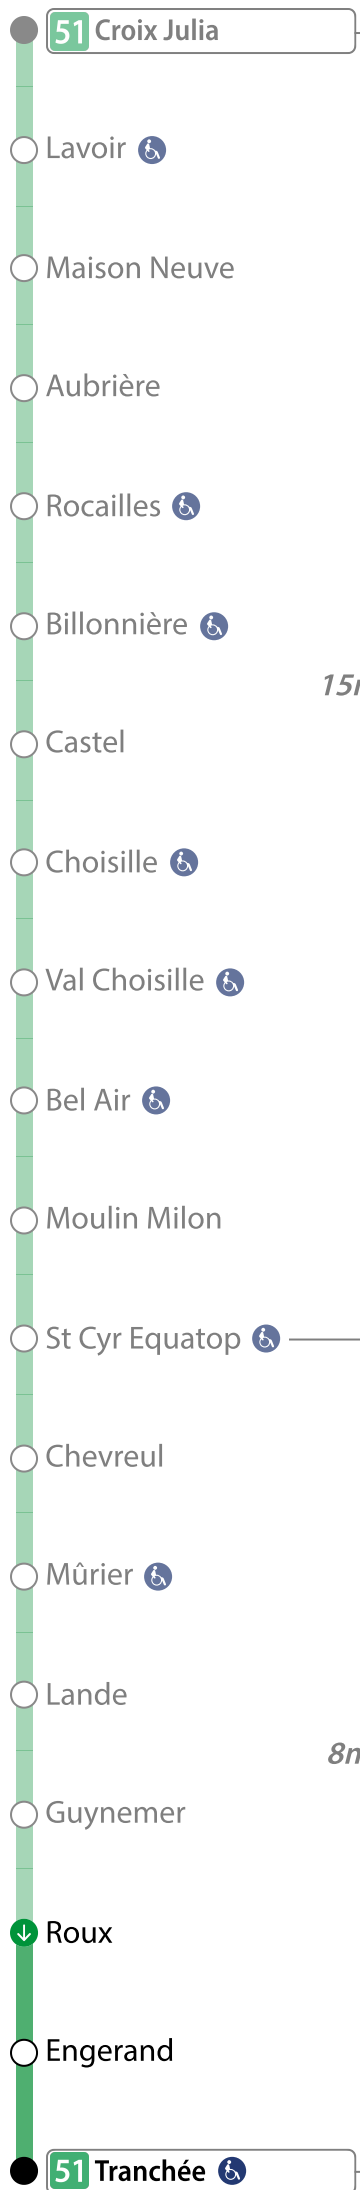 51 Croix Julia
Lavoir
Maison Neuve
Aubrière
Rocailles
Billonnière
Castel
Choisille
Val Choisille
Bel Air
Moulin Milon
St Cyr Equatop
Chevreul
Mûrier
Lande
Guynemer
Roux
Engerand
51 Tranchée